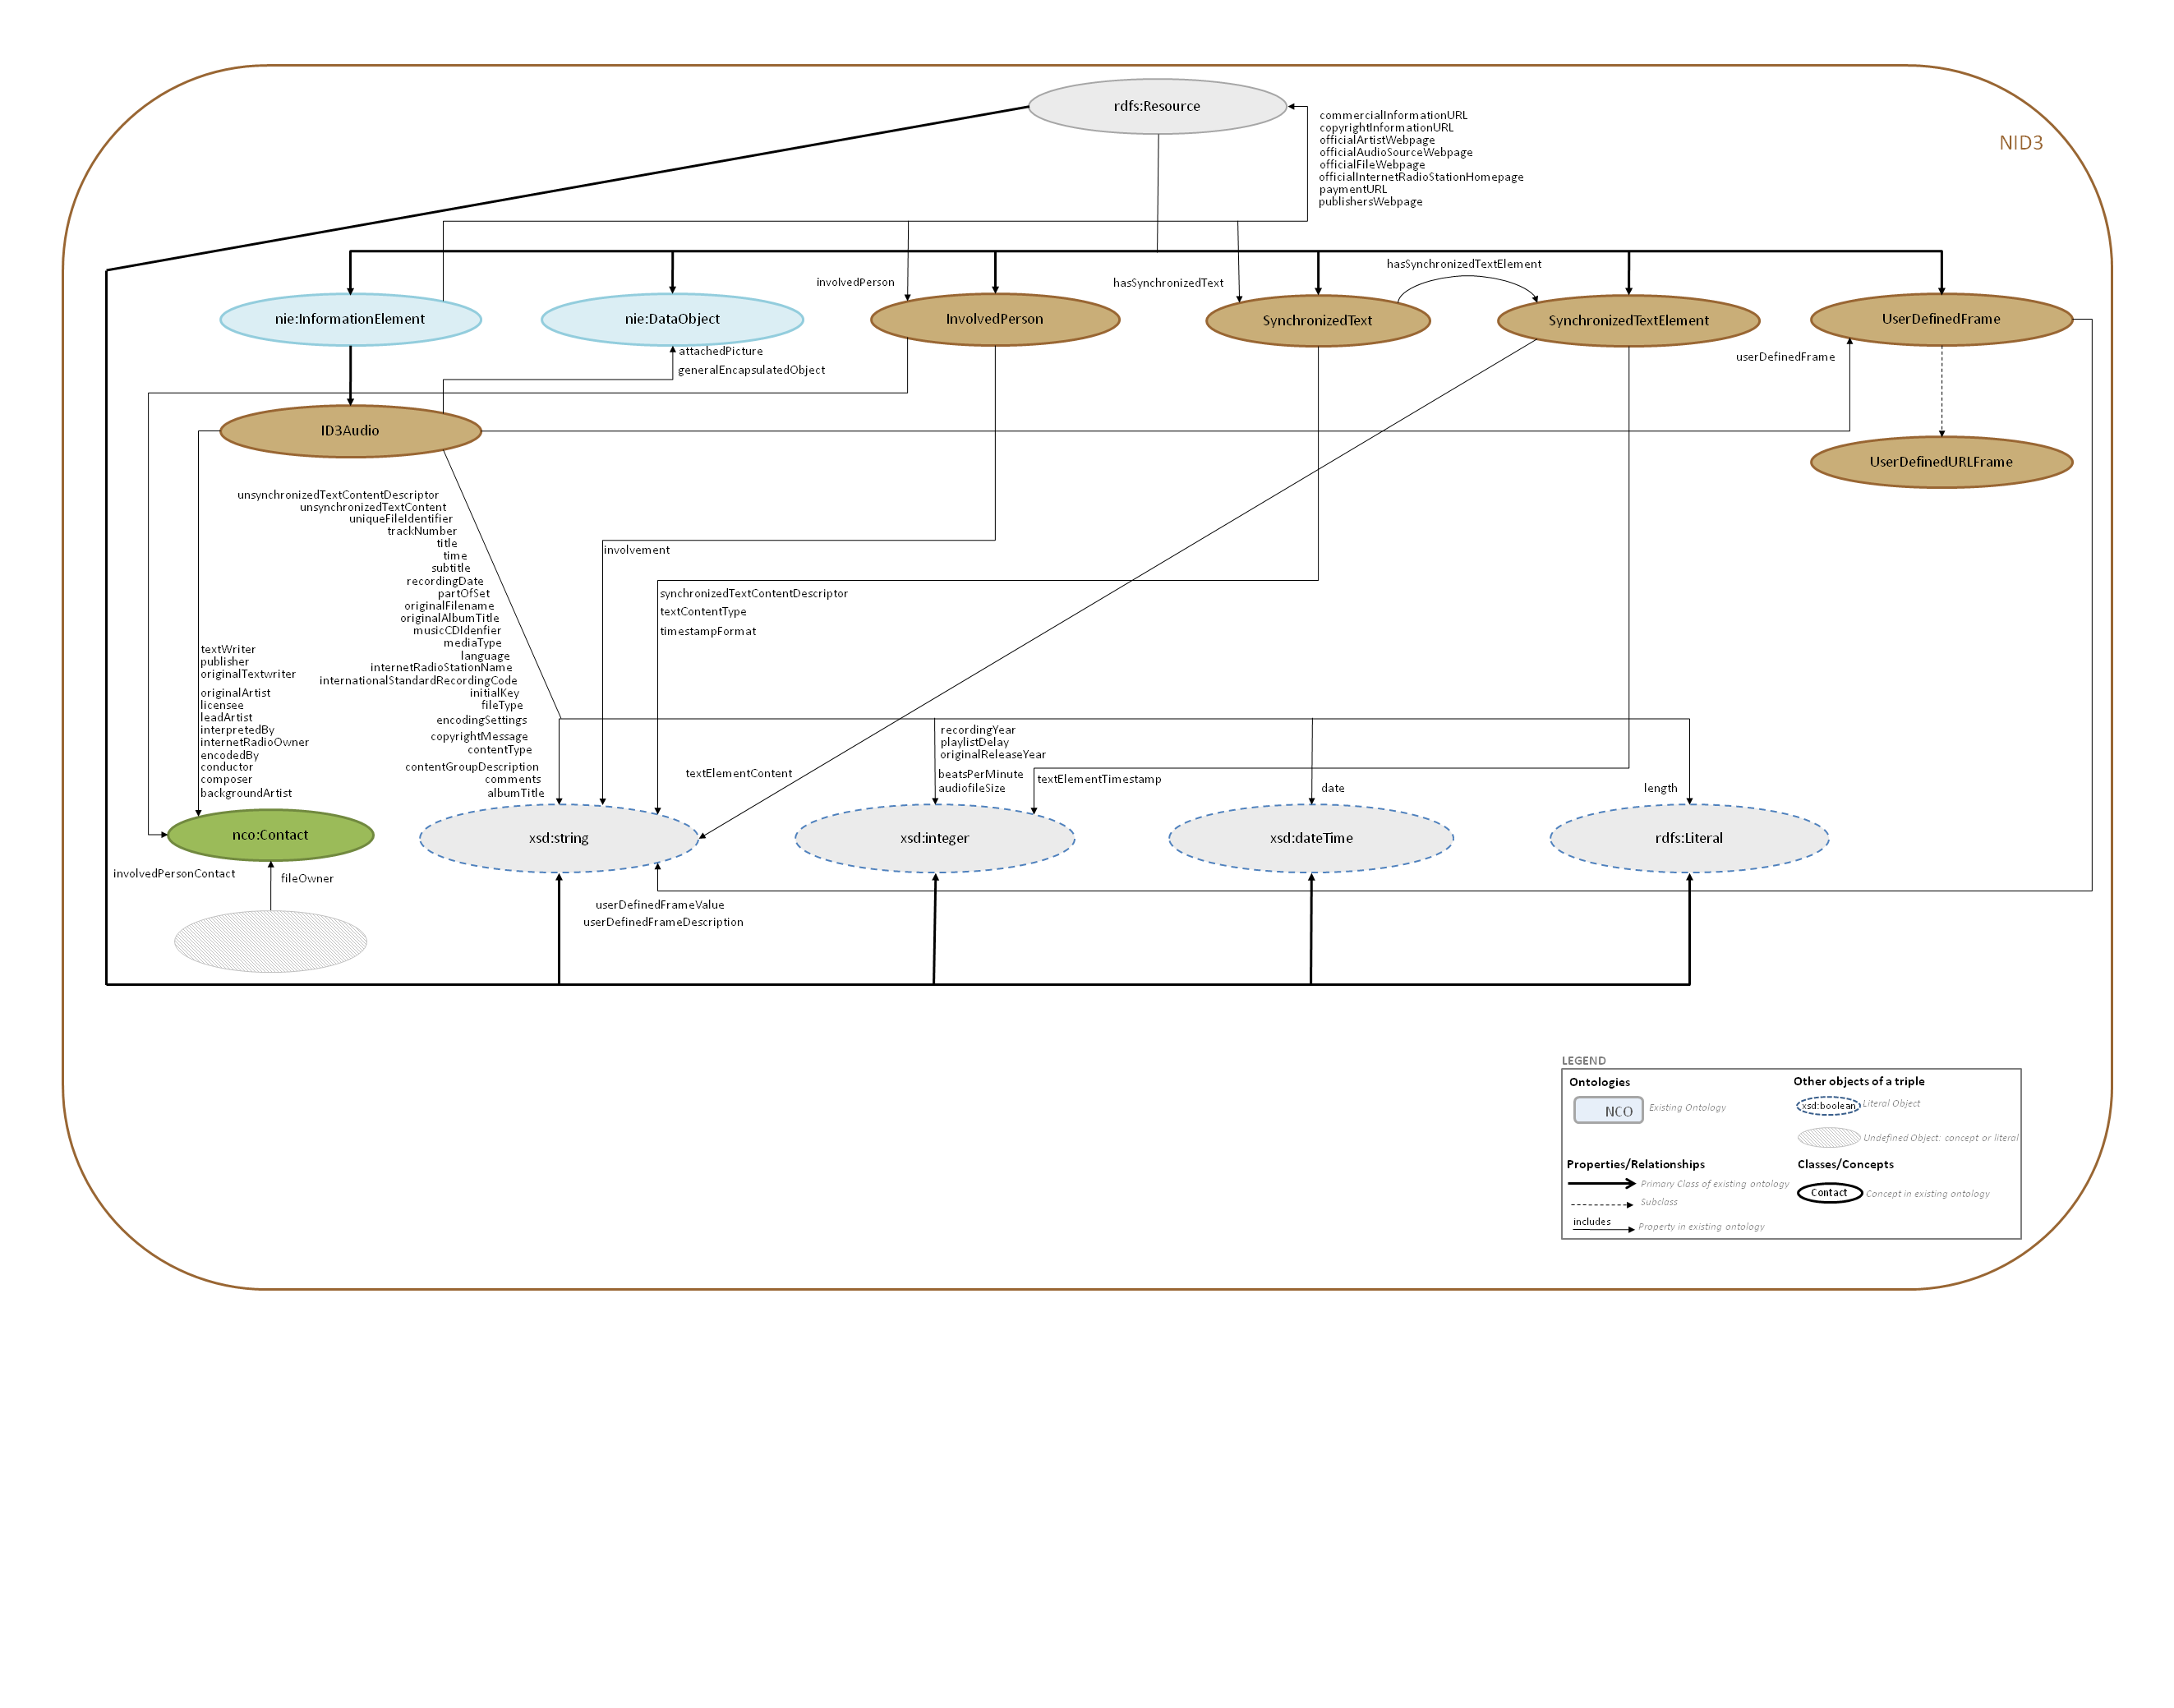 rdfs:Resource
commercialInformationURL
copyrightInformationURL
officialArtistWebpage
officialAudioSourceWebpage
officialFileWebpage
officialInternetRadioStationHomepage
paymentURL
publishersWebpage
NID3
hasSynchronizedTextElement
involvedPerson
hasSynchronizedText
nie:InformationElement
nie:DataObject
InvolvedPerson
SynchronizedText
SynchronizedTextElement
UserDefinedFrame
attachedPicture
generalEncapsulatedObject
userDefinedFrame
ID3Audio
UserDefinedURLFrame
unsynchronizedTextContentDescriptor
unsynchronizedTextContent
uniqueFileIdentifier
trackNumber
title
time
subtitle
recordingDate
partOfSet
originalFilename
originalAlbumTitle
musicCDIdenfier
mediaType
language
internetRadioStationName
internationalStandardRecordingCode
initialKey
fileType
encodingSettings
copyrightMessage
contentType
contentGroupDescription
comments
albumTitle
involvement
synchronizedTextContentDescriptor
textContentType
timestampFormat
textWriter
publisher
originalTextwriter
originalArtist
licensee
leadArtist
interpretedBy
internetRadioOwner
encodedBy
conductor
composer
backgroundArtist
recordingYear
playlistDelay
originalReleaseYear
beatsPerMinute
audiofileSize
textElementContent
textElementTimestamp
date
length
nco:Contact
xsd:string
xsd:integer
xsd:dateTime
rdfs:Literal
involvedPersonContact
fileOwner
userDefinedFrameValue
userDefinedFrameDescription
LEGEND
Ontologies
NCO
Existing Ontology
Other objects of a triple
xsd:boolean
Literal Object
Undefined Object: concept or literal
Properties/Relationships
Primary Class of existing ontology
Subclass
includes
Property in existing ontology
Classes/Concepts
Contact
Concept in existing ontology